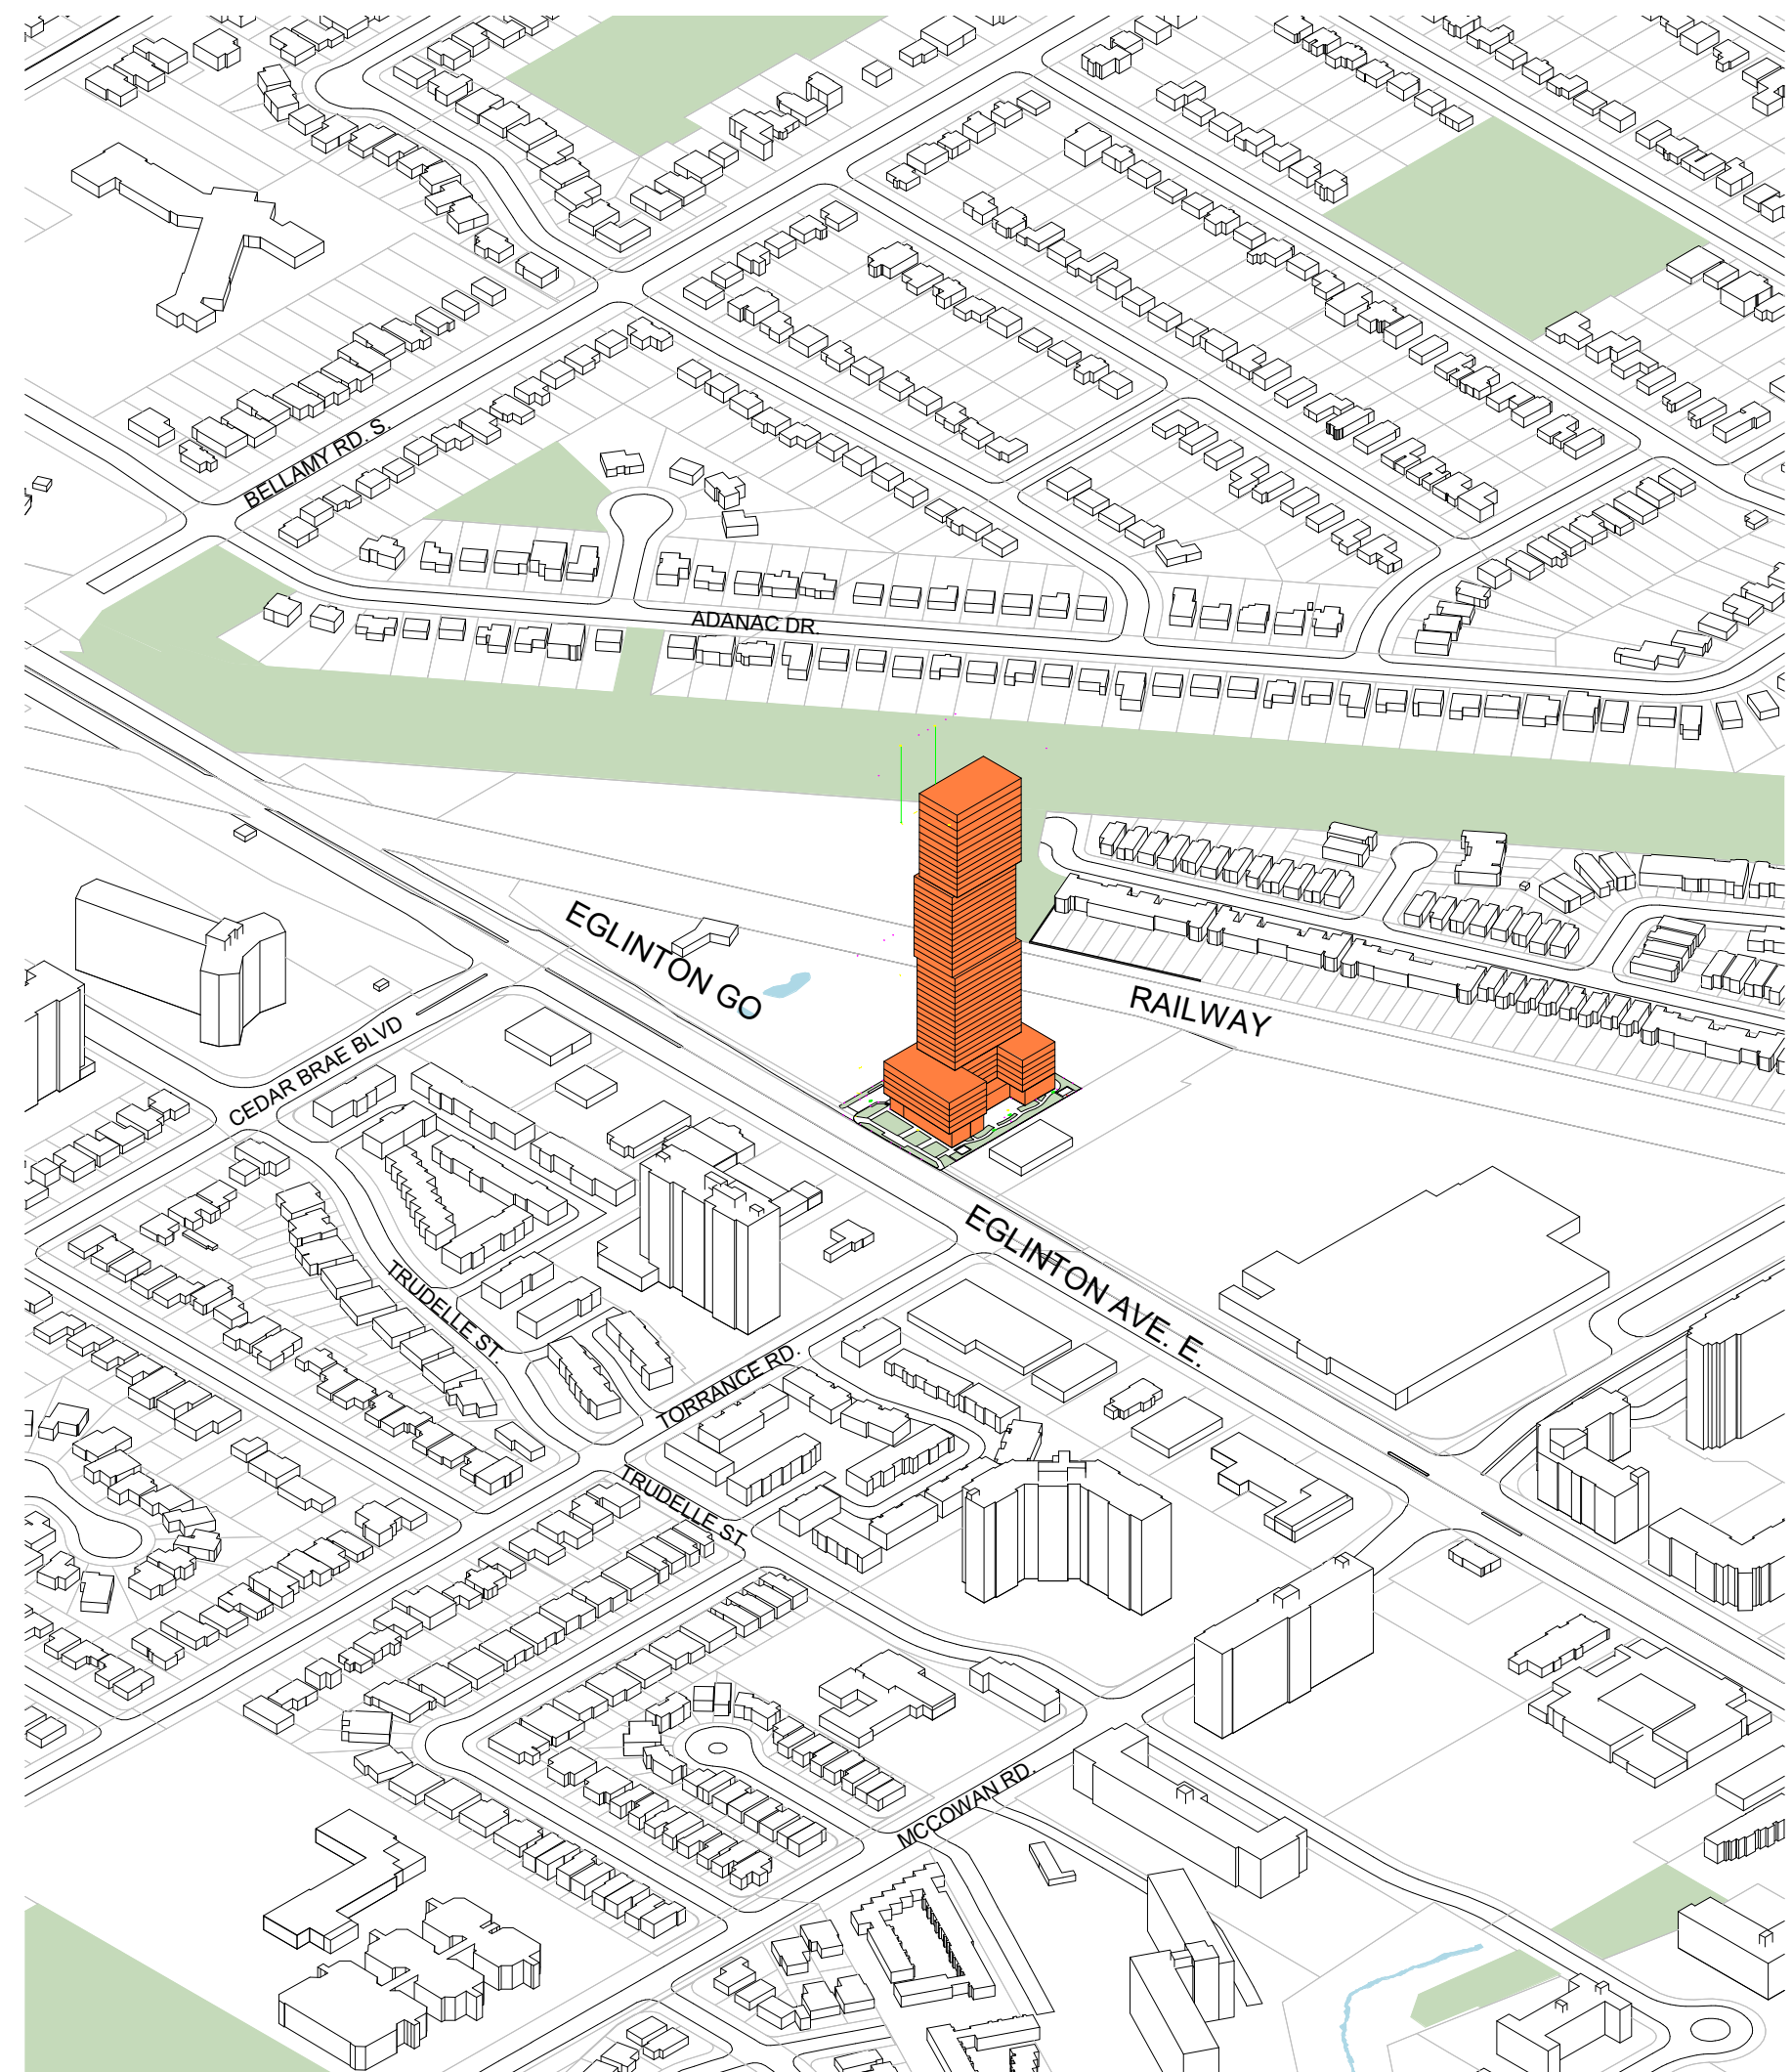 BELLAMY RD. S.
ADANAC DR.
EGLINTON GO
RAILWAY
CEDAR BRAE BLVD
EGLINTON AVE. E.
TRUDELLE ST.
TORRANCE RD.
TRUDELLE ST
MCCOWAN RD.